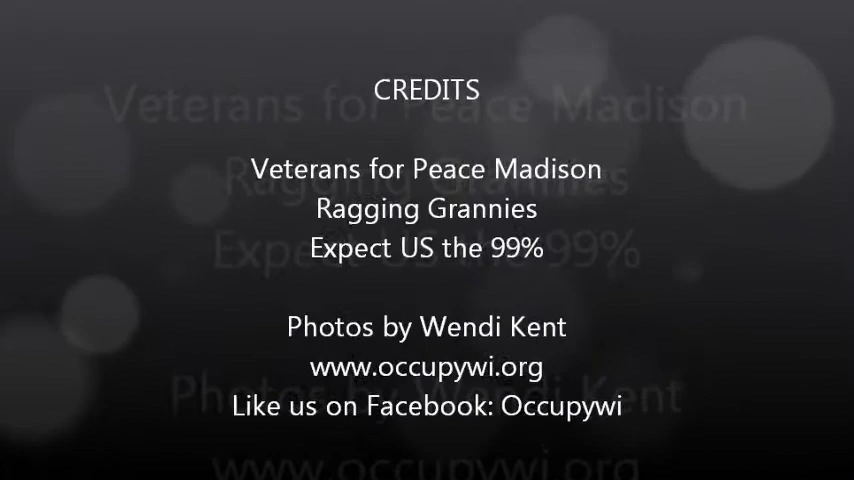 CREDITS
Veterans for Peace Madison
Ragging Grannies
Expect US the 99%
Photos by Wendi Kent
www.occupywi.org
Like us on Facebook: Occupywi